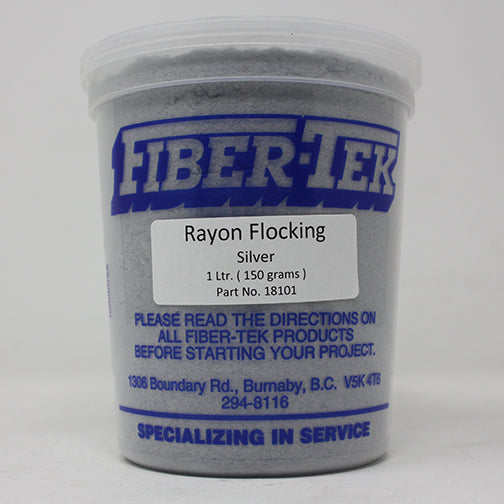 FIBER-TEK
Rayon Flocking
Silver
1 Ltr. ( 150 grams )
Part No. 18101
PLEASE READ THE DIRECTIONS ON
ALL FIBER-TEK PRODUCTS
BEFORE STARTING YOUR PROJECT.
1306 Boundary Rd., Burnaby, B.C. V5K 4T6
294-8116
SPECIALIZING IN SERVICE